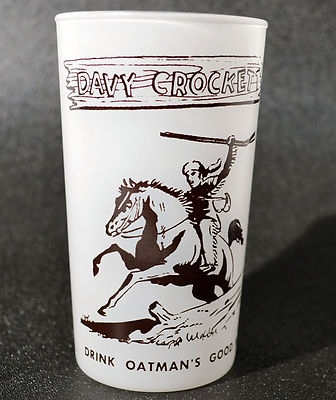 DAVY CROCKETT
DRINK OATMAN'S GOOD